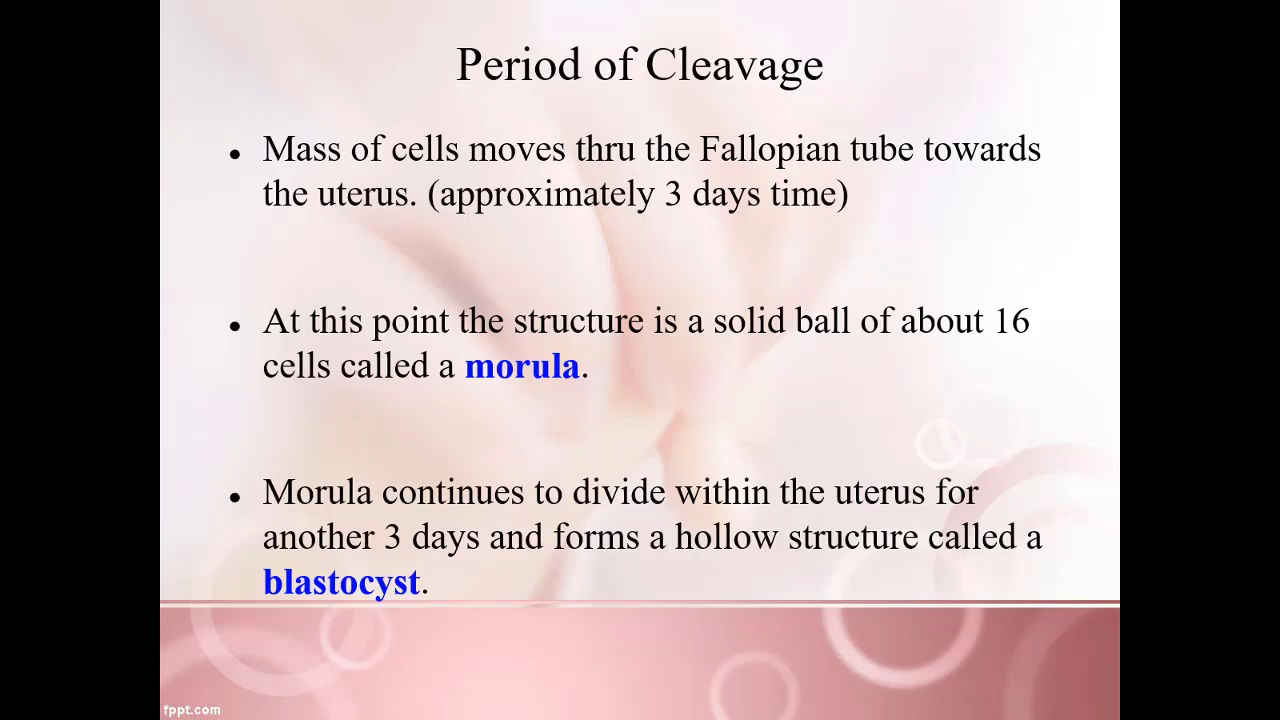 Period of Cleavage
• Mass of cells moves thru the Fallopian tube towards
the uterus. (approximately 3 days time)
• At this point the structure is a solid ball of about 16
cells called a morula.
• Morula continues to divide within the uterus for
another 3 days and forms a hollow structure called a
blastocyst.
fppt.com